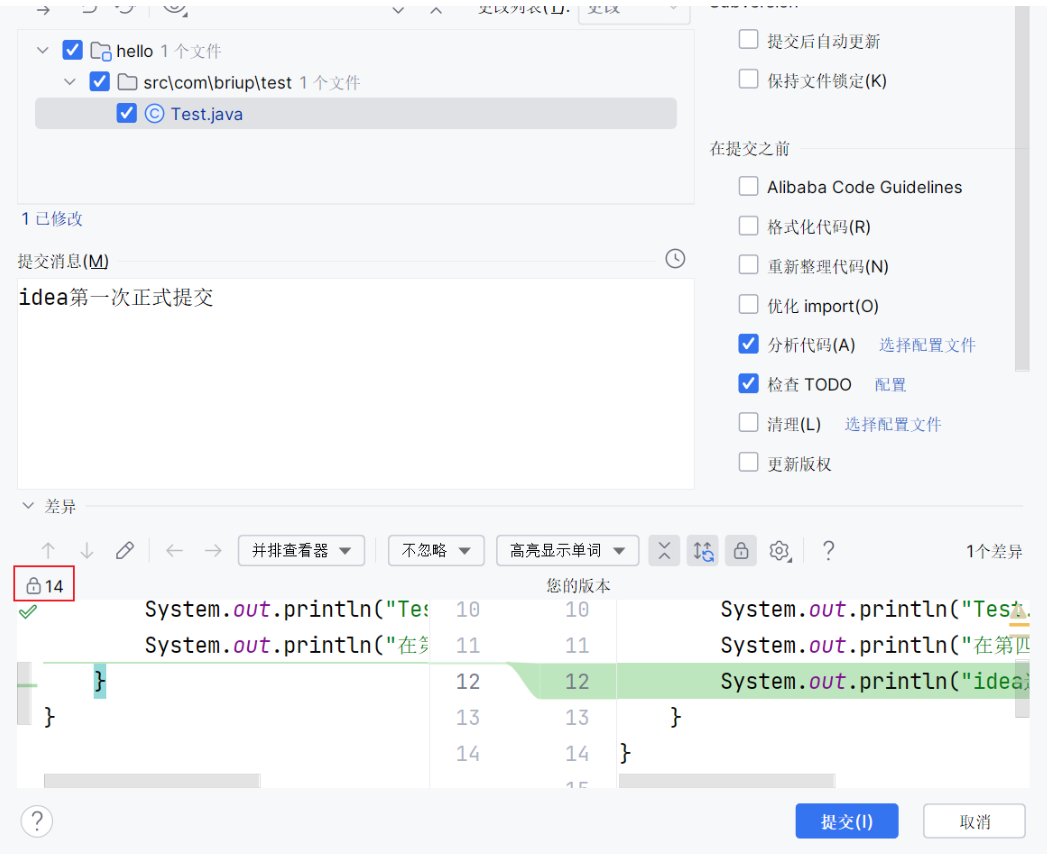 更改列表(L): 更改
Subversion
hello 1 个文件
src\com\briup\test 1 个文件
Test.java
1 已修改
提交消息(M)
idea第一次正式提交
提交后自动更新
保持文件锁定(K)
在提交之前
Alibaba Code Guidelines
格式化代码(R)
重新整理代码(N)
优化 import(O)
分析代码(A) 选择配置文件
检查 TODO 配置
清理(L) 选择配置文件
更新版权
差异
并排查看器 不忽略 高亮显示单词 ? 1个差异
14 您的版本
System.out.println("Tes 10 10 System.out.println("Test.
System.out.println("在第 11 11 System.out.println("在第四
} 12 12 System.out.println("idea
} 13 13 }
14 14 }
15
? 提交(I) 取消